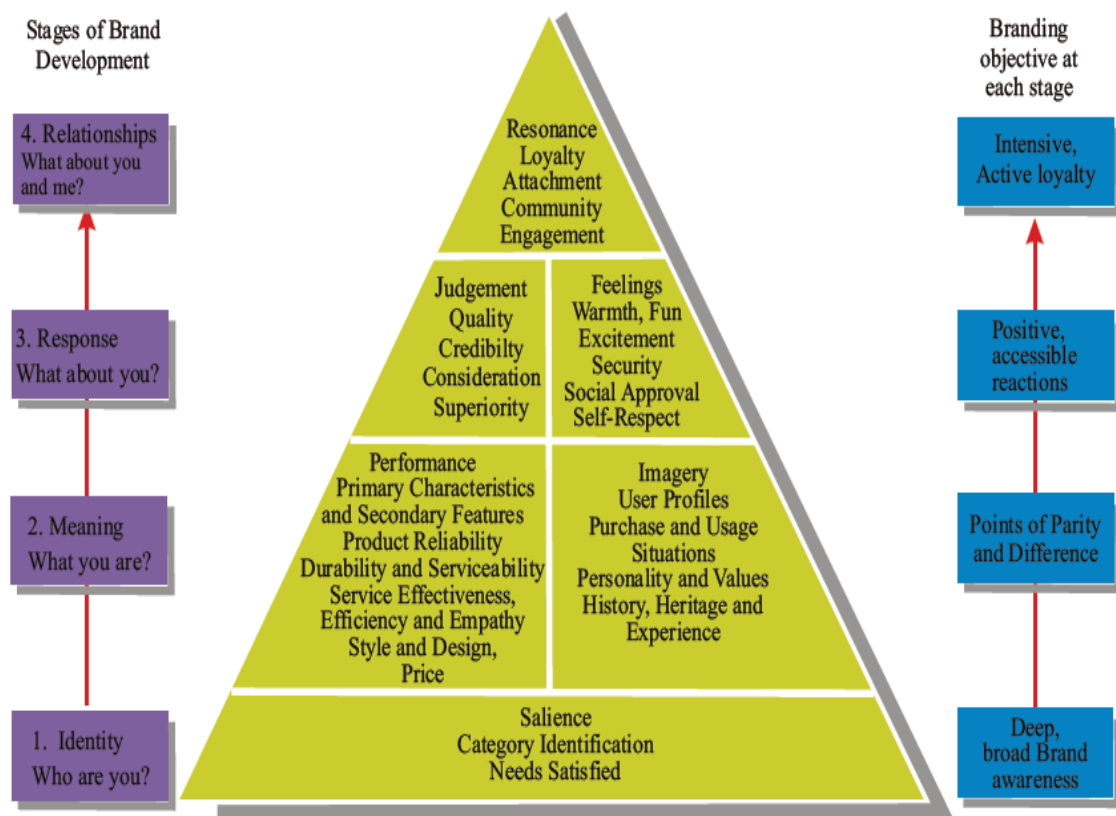 Stages of Brand
Development
4. Relationships
What about you
and me?
3. Response
What about you?
2. Meaning
What you are?
1. Identity
Who are you?
Resonance
Loyalty
Attachment
Community
Engagement
Judgement
Quality
Credibilty
Consideration
Superiority
Feelings
Warmth, Fun
Excitement
Security
Social Approval
Self-Respect
Performance
Primary Characteristics
and Secondary Features
Product Reliability
Durability and Serviceability
Service Effectiveness,
Efficiency and Empathy
Style and Design,
Price
Imagery
User Profiles
Purchase and Usage
Situations
Personality and Values
History, Heritage and
Experience
Salience
Category Identification
Needs Satisfied
Branding
objective at
each stage
Intensive,
Active loyalty
Positive,
accessible
reactions
Points of Parity
and Difference
Deep,
broad Brand
awareness